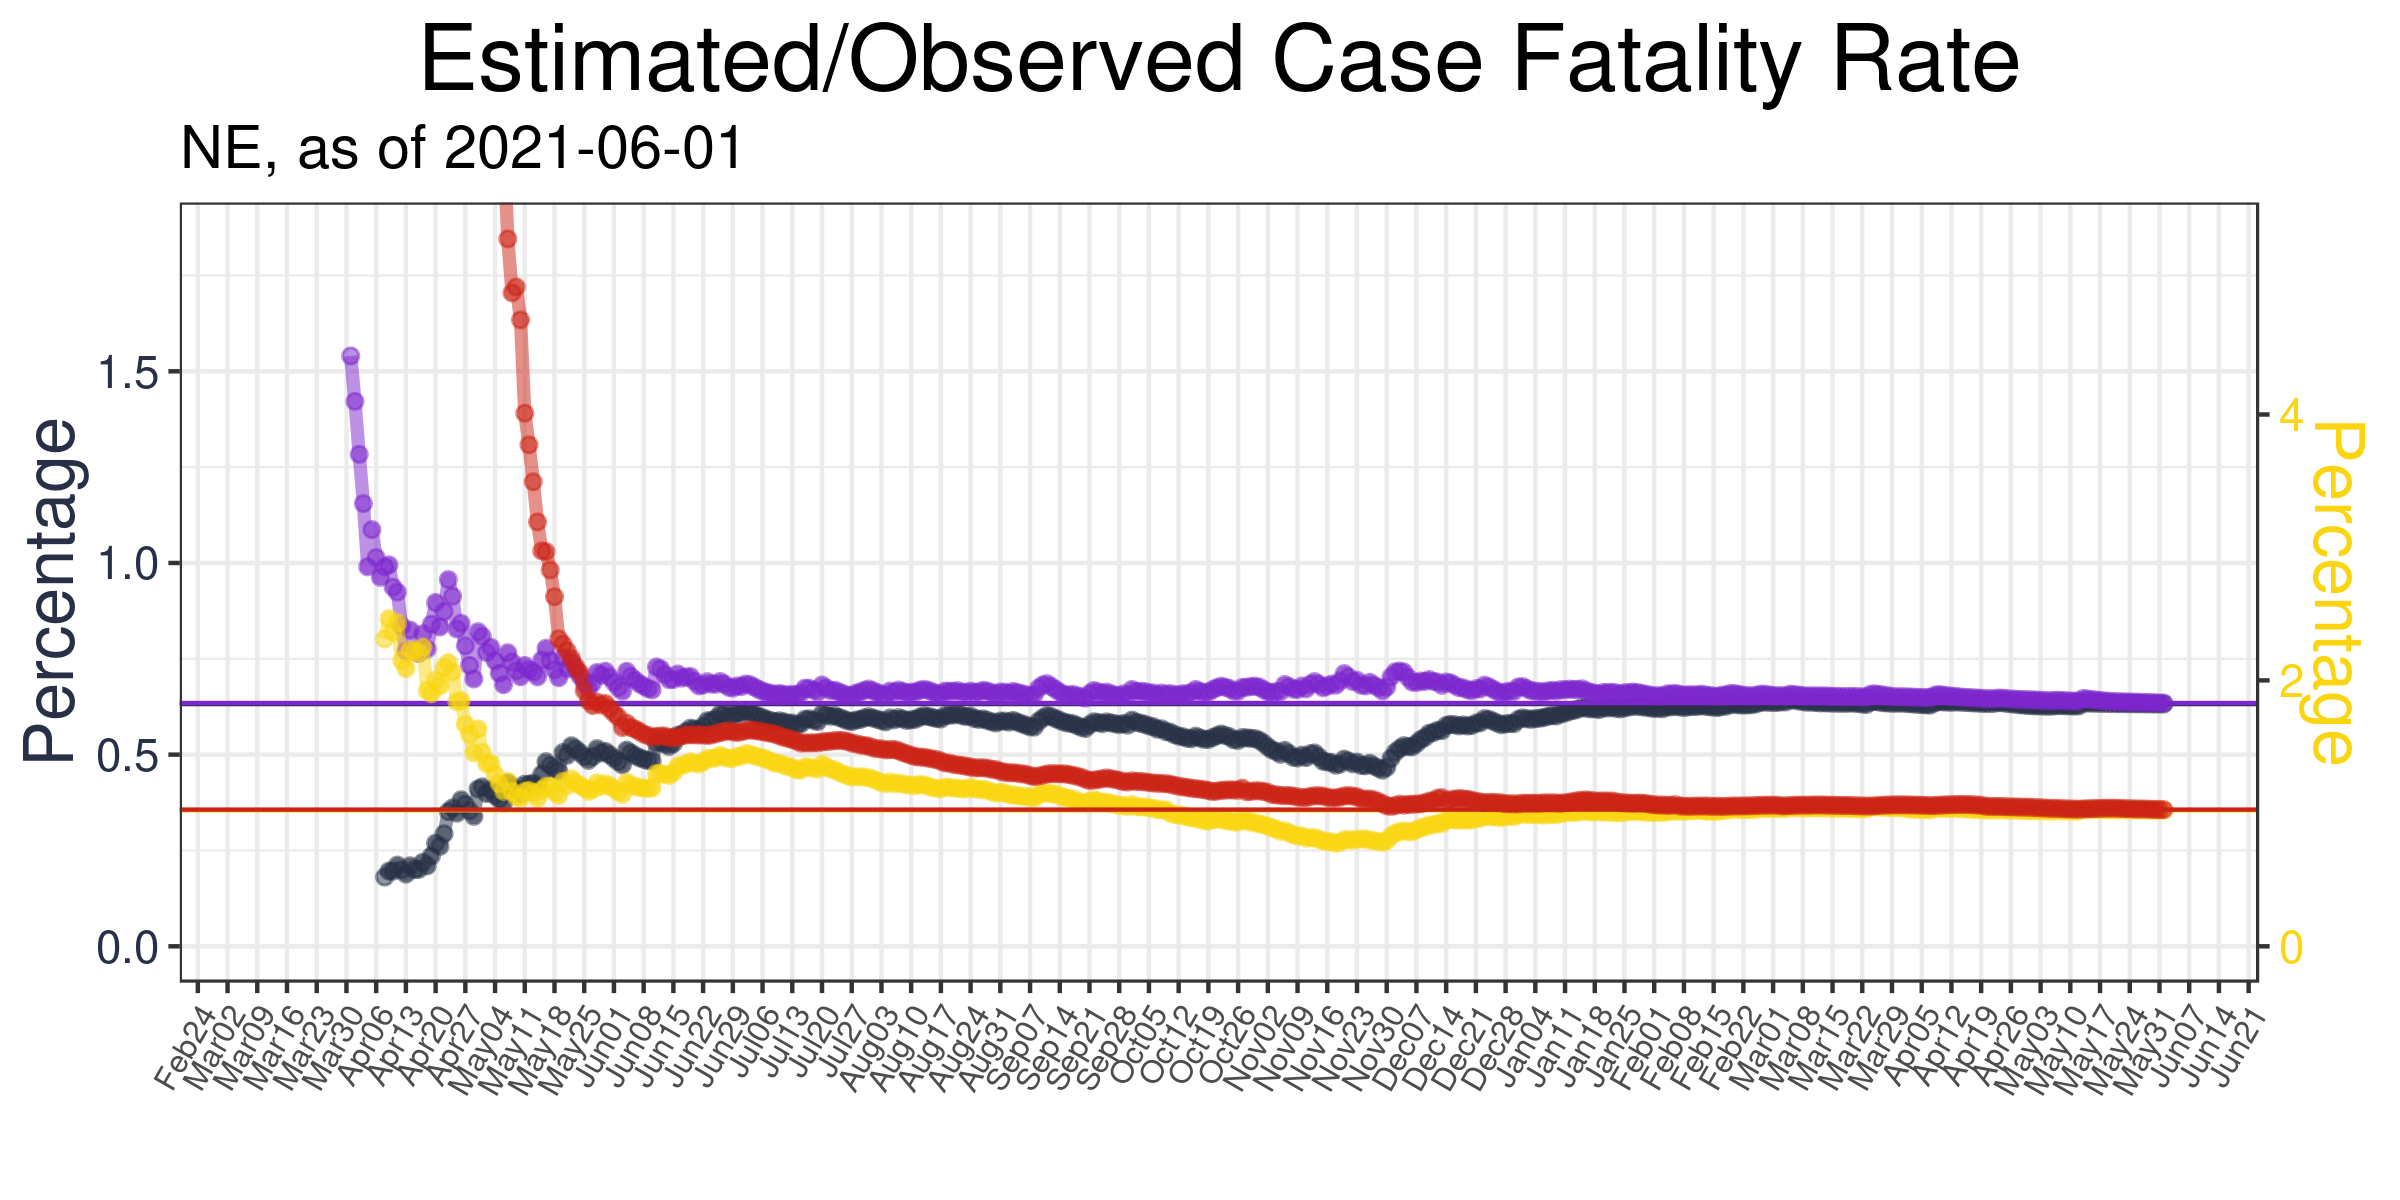 Estimated/Observed Case Fatality Rate
NE, as of 2021-06-01
Percentage
1.5
1.0
0.5
0.0
4
2
0
Percentage
Feb24
Mar02
Mar09
Mar16
Mar23
Mar30
Apr06
Apr13
Apr20
Apr27
May04
May11
May18
May25
Jun01
Jun08
Jun15
Jun22
Jun29
Jul06
Jul13
Jul20
Jul27
Aug03
Aug10
Aug17
Aug24
Aug31
Sep07
Sep14
Sep21
Sep28
Oct05
Oct12
Oct19
Oct26
Nov02
Nov09
Nov16
Nov23
Nov30
Dec07
Dec14
Dec21
Dec28
Jan04
Jan11
Jan18
Jan25
Feb01
Feb08
Feb15
Feb22
Mar01
Mar08
Mar15
Mar22
Mar29
Apr05
Apr12
Apr19
Apr26
May03
May10
May17
May24
May31
Jun07
Jun14
Jun21